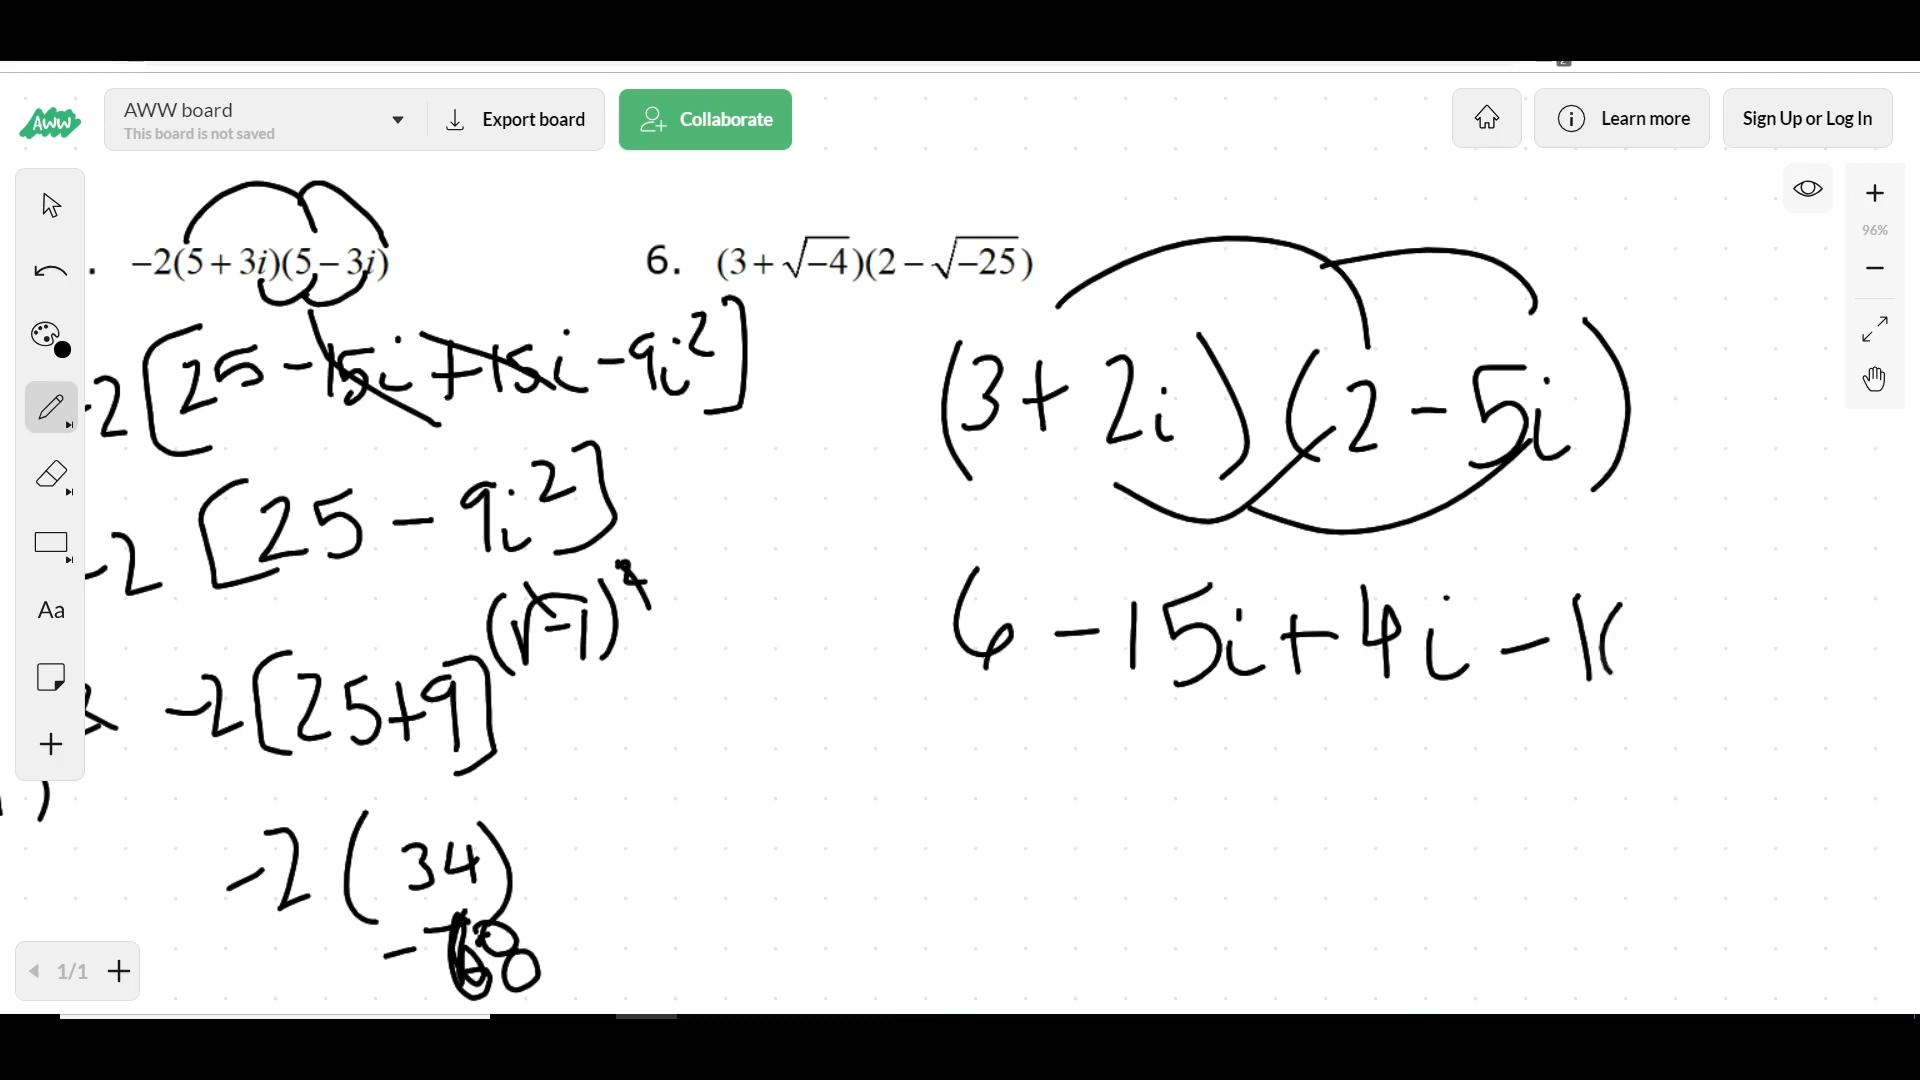 AWW
AWW board
This board is not saved
Export board
Collaborate
Learn more
Sign Up or Log In
96%
Aa
1/1
. −2(5 + 3i)(5 − 3i)
-2[25 - 15i + 15i - 9i²]
-2[25 - 9i²]
(√-1)²
-2[25+9]
-2(34)
-68
6. (3 + √−4)(2 − √−25)
(3 + 2i)(2 - 5i)
6 - 15i + 4i - 1